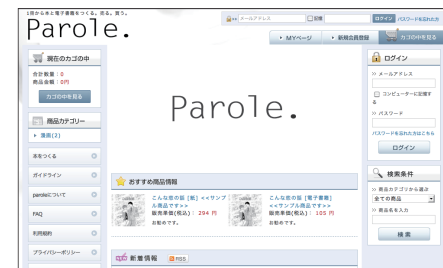 1冊から本と電子書籍をつくる。売る。買う。
Parole.
メールアドレス
記憶
ログイン
パスワードを忘れた方
MYページ
新規会員登録
カゴの中を見る
現在のカゴの中
合計数量：0
商品金額：0円
カゴの中を見る
商品カテゴリー
漫画(2)
本をつくる
ガイドライン
paroleについて
FAQ
利用規約
プライバシーポリシー
Parole.
おすすめ商品情報
こんな恋の話 [紙] <<サンプ
ル商品です>>
販売単価(税込)： 294 円
お勧めです。
こんな恋の話 [電子書籍]
<<サンプル商品です>>
販売単価(税込)： 105 円
お勧めです。
新着情報
RSS
ログイン
メールアドレス
コンピューターに記憶す
る
パスワード
パスワードを忘れた方はこちら
ログイン
検索条件
商品カテゴリから選ぶ
全ての商品
商品名を入力
検索